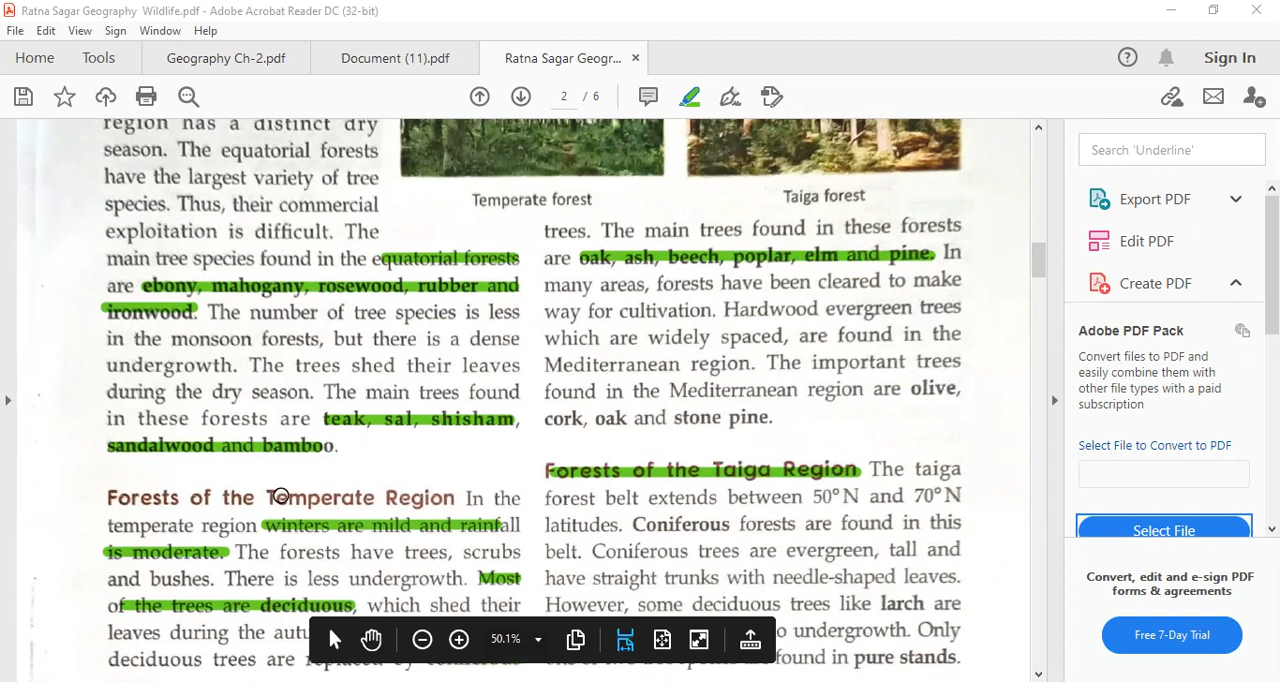 Ratna Sagar Geography Wildlife.pdf - Adobe Acrobat Reader DC (32-bit)
File Edit View Sign Window Help
Home Tools Geography Ch-2.pdf Document (11).pdf Ratna Sagar Geogr... × Sign In
2 / 6
region has a distinct dry
season. The equatorial forests
have the largest variety of tree
species. Thus, their commercial
exploitation is difficult. The
main tree species found in the equatorial forests
are ebony, mahogany, rosewood, rubber and
ironwood. The number of tree species is less
in the monsoon forests, but there is a dense
undergrowth. The trees shed their leaves
during the dry season. The main trees found
in these forests are teak, sal, shisham,
sandalwood and bamboo.
Forests of the Temperate Region In the
temperate region winters are mild and rainfall
is moderate. The forests have trees, scrubs
and bushes. There is less undergrowth. Most
of the trees are deciduous, which shed their
leaves during the
deciduous trees are
Temperate forest
Taiga forest
trees. The main trees found in these forests
are oak, ash, beech, poplar, elm and pine. In
many areas, forests have been cleared to make
way for cultivation. Hardwood evergreen trees
which are widely spaced, are found in the
Mediterranean region. The important trees
found in the Mediterranean region are olive,
cork, oak and stone pine.
Forests of the Taiga Region The taiga
forest belt extends between 50°N and 70°N
latitudes. Coniferous forests are found in this
belt. Coniferous trees are evergreen, tall and
have straight trunks with needle-shaped leaves.
However, some deciduous trees like larch are
undergrowth. Only
found in pure stands.
50.1%
Search 'Underline'
Export PDF
Edit PDF
Create PDF
Adobe PDF Pack
Convert files to PDF and
easily combine them with
other file types with a paid
subscription
Select File to Convert to PDF
Select File
Convert, edit and e-sign PDF
forms & agreements
Free 7-Day Trial